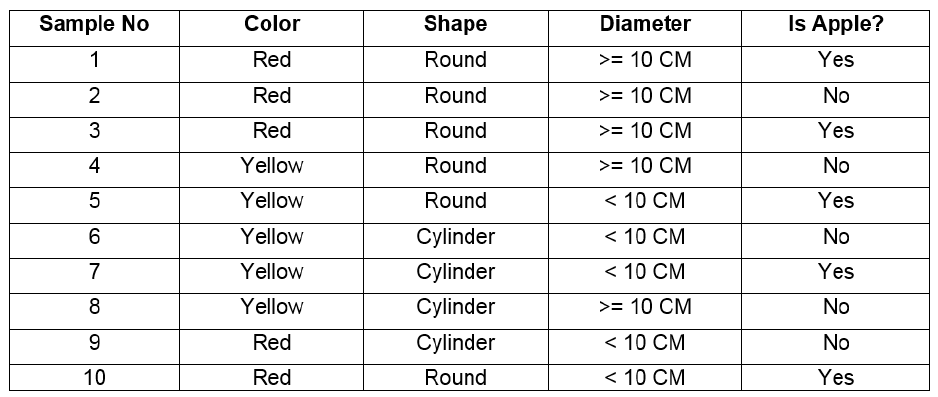 Sample No Color Shape Diameter Is Apple?
1 Red Round >= 10 CM Yes
2 Red Round >= 10 CM No
3 Red Round >= 10 CM Yes
4 Yellow Round >= 10 CM No
5 Yellow Round < 10 CM Yes
6 Yellow Cylinder < 10 CM No
7 Yellow Cylinder < 10 CM Yes
8 Yellow Cylinder >= 10 CM No
9 Red Cylinder < 10 CM No
10 Red Round < 10 CM Yes